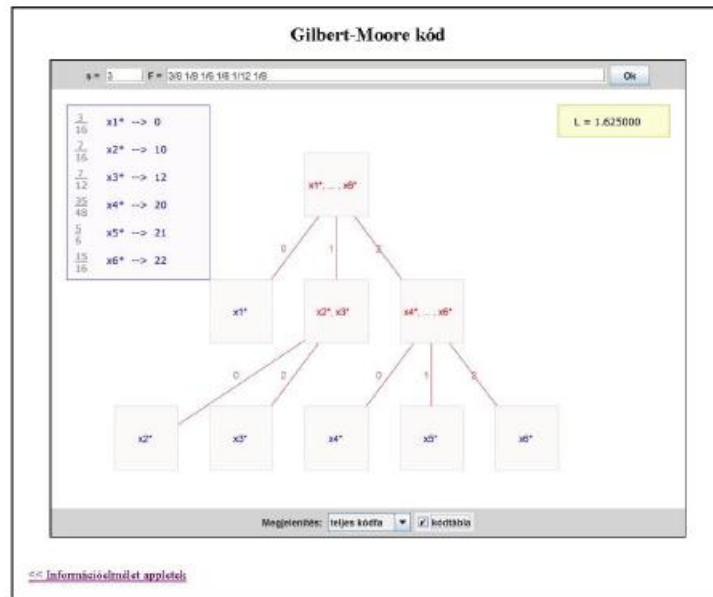 Gilbert-Moore kód
s = 3 F = 3/8 1/8 1/6 1/8 1/12 1/8 Ok
L = 1.625000
3/16 x1* --> 0
7/16 x2* --> 10
7/12 x3* --> 12
35/48 x4* --> 20
5/6 x5* --> 21
15/16 x6* --> 22
x1*, ... , x6*
0 1 2
x1* x2*, x3* x4*, ... , x6*
0 2 0 1 2
x2* x3* x4* x5* x6*
Megjelenítés: teljes kódfa kódtábla
<< Információelmélet appletek